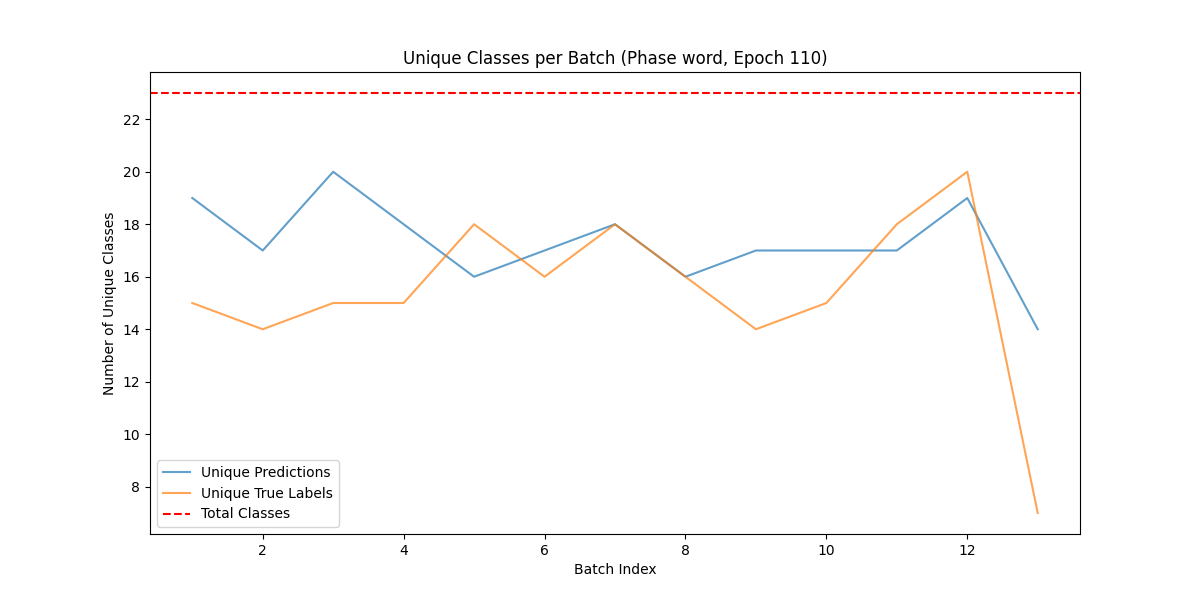 Unique Classes per Batch (Phase word, Epoch 110)
Number of Unique Classes
22
20
18
16
14
12
10
8
Unique Predictions
Unique True Labels
Total Classes
2 4 6 8 10 12
Batch Index